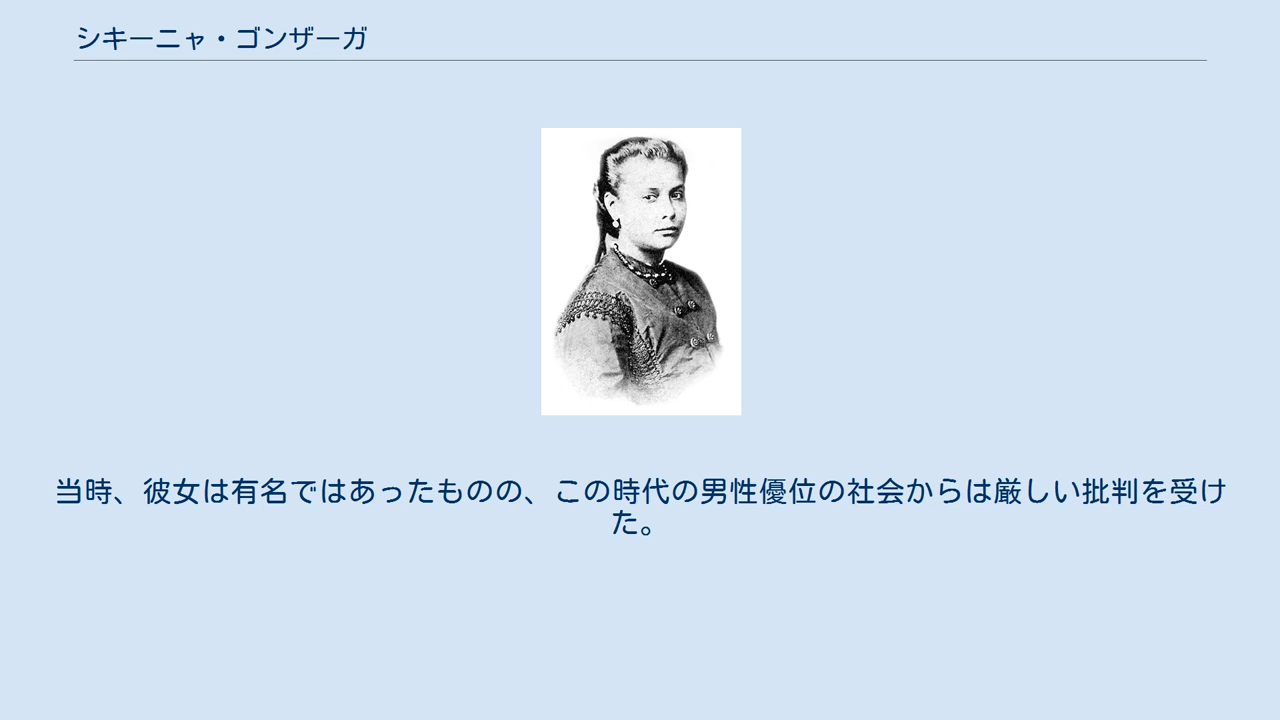 シキーニャ・ゴンザーガ
当時、彼女は有名ではあったものの、この時代の男性優位の社会からは厳しい批判を受け
た。